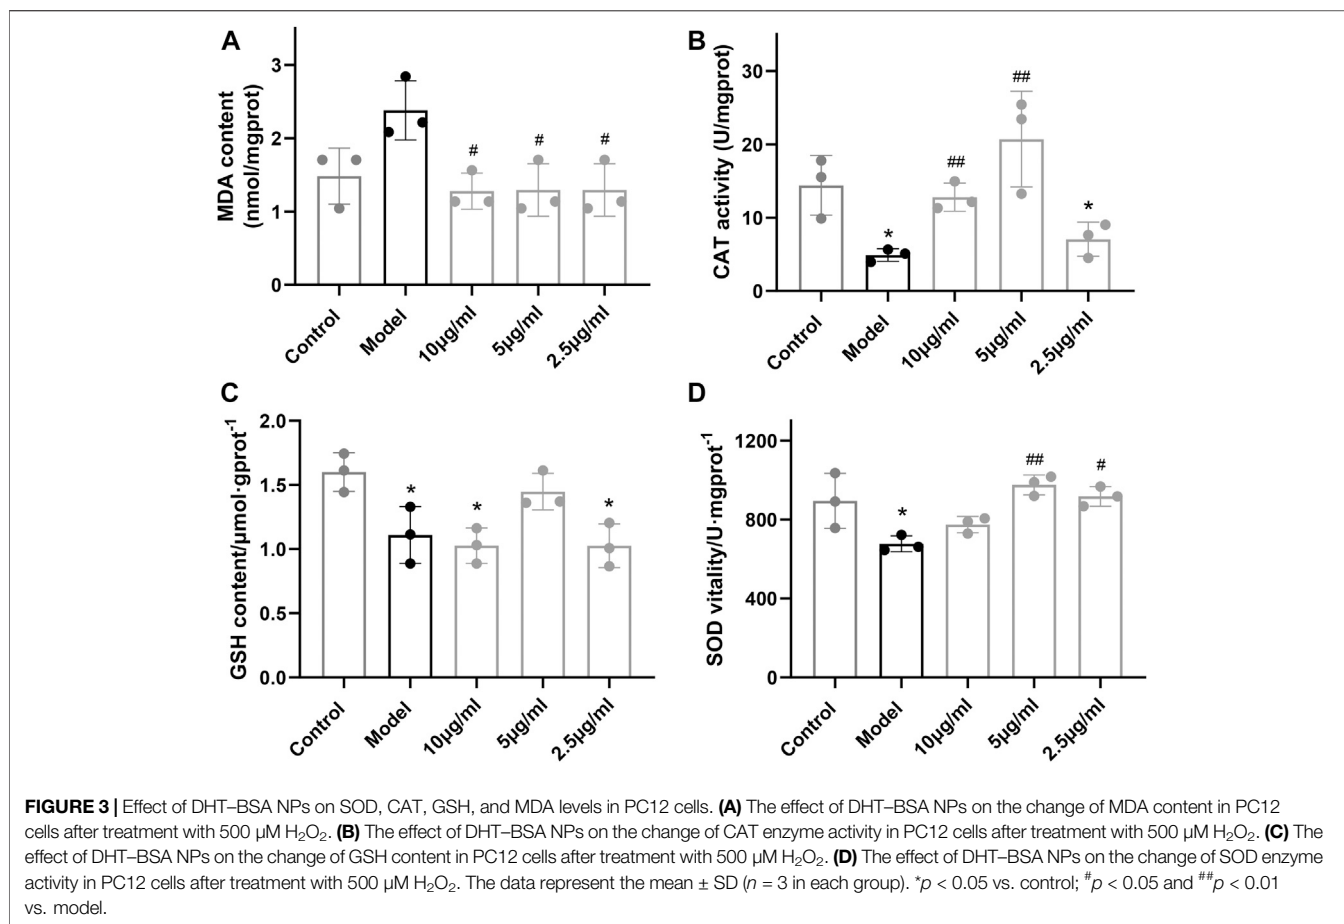 A
MDA content
(nmol/mgprot)
3
2
1
0
#
#
#
Control
Model
10µg/ml
5µg/ml
2.5µg/ml
B
CAT activity (U/mgprot)
30
20
10
0
*
##
##
*
Control
Model
10µg/ml
5µg/ml
2.5µg/ml
C
GSH content/µmol·gprot⁻¹
2.0
1.5
1.0
0.5
0.0
*
*
*
Control
Model
10µg/ml
5µg/ml
2.5µg/ml
D
SOD vitality/U·mgprot⁻¹
1200
800
400
0
*
##
#
Control
Model
10µg/ml
5µg/ml
2.5µg/ml
FIGURE 3 | Effect of DHT–BSA NPs on SOD, CAT, GSH, and MDA levels in PC12 cells. (A) The effect of DHT–BSA NPs on the change of MDA content in PC12
cells after treatment with 500 µM H₂O₂. (B) The effect of DHT–BSA NPs on the change of CAT enzyme activity in PC12 cells after treatment with 500 µM H₂O₂. (C) The
effect of DHT–BSA NPs on the change of GSH content in PC12 cells after treatment with 500 µM H₂O₂. (D) The effect of DHT–BSA NPs on the change of SOD enzyme
activity in PC12 cells after treatment with 500 µM H₂O₂. The data represent the mean ± SD (n = 3 in each group). *p < 0.05 vs. control; #p < 0.05 and ##p < 0.01
vs. model.